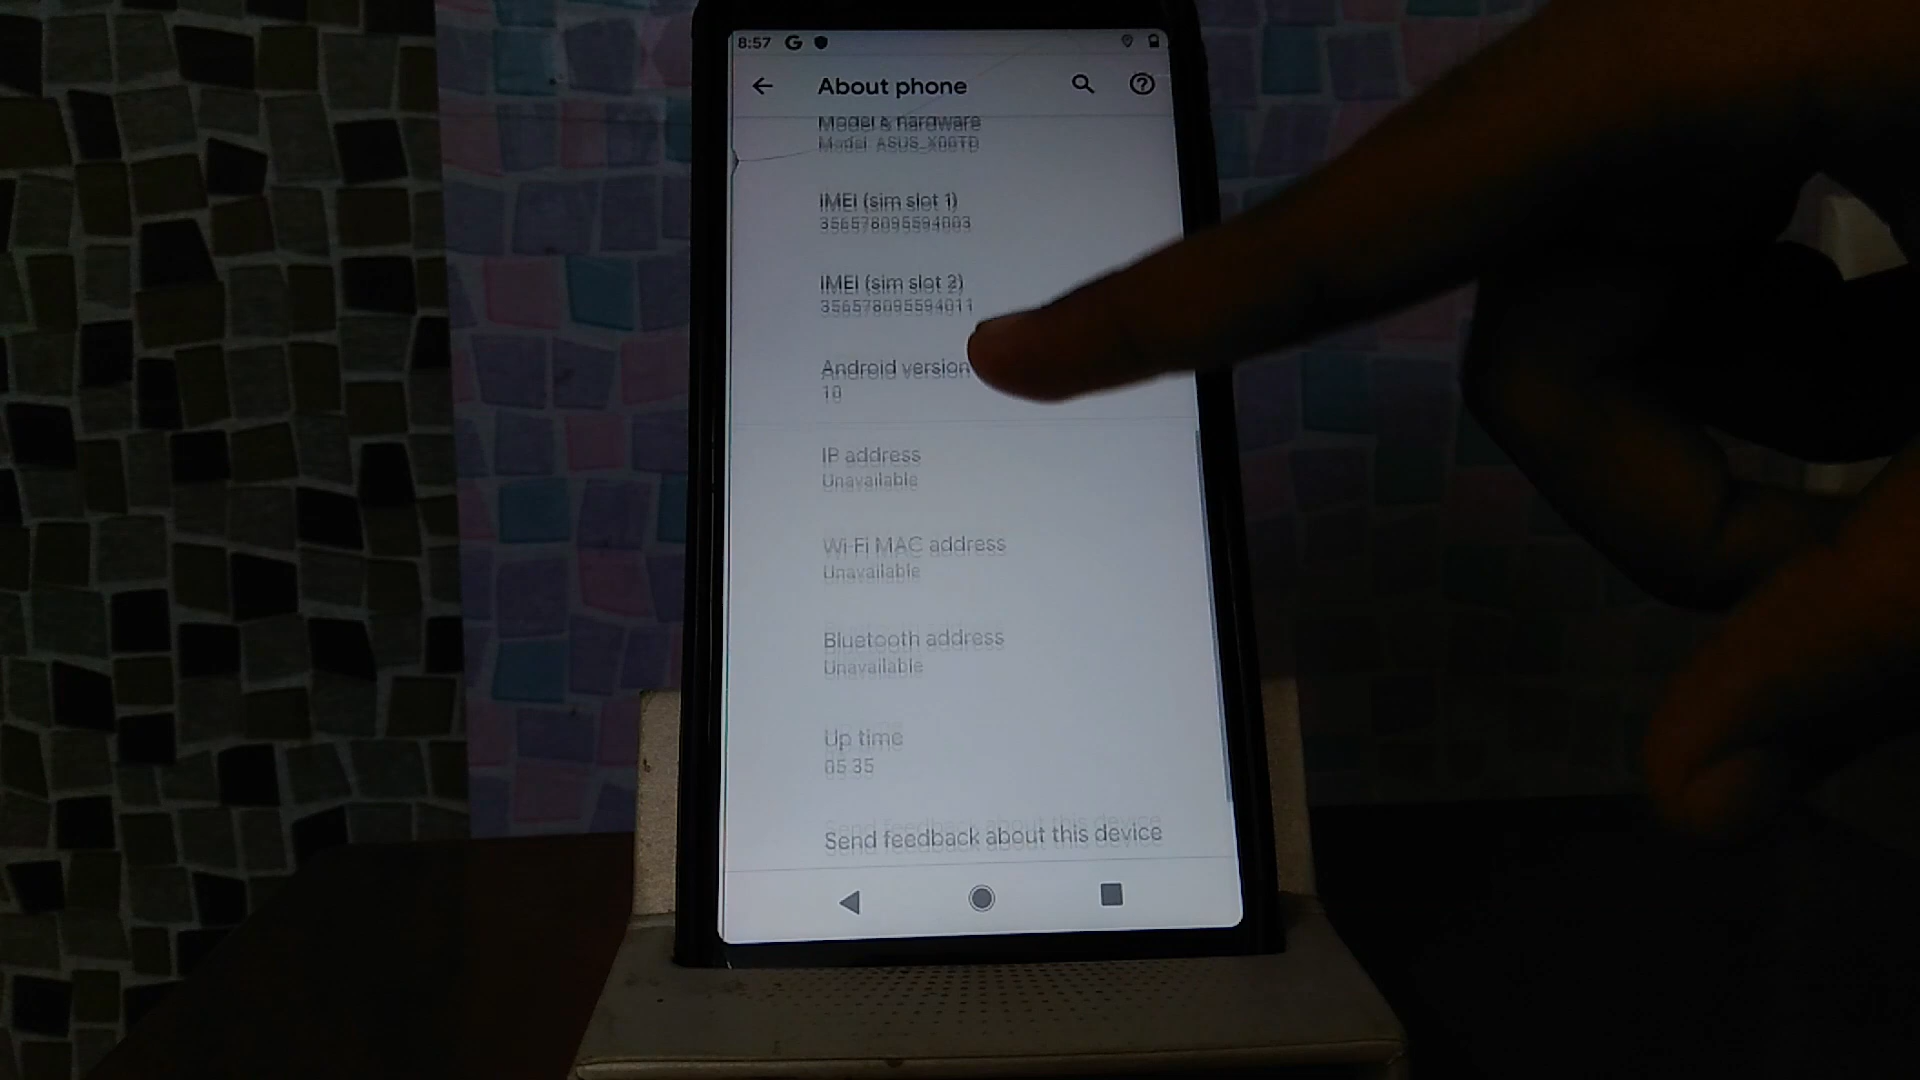 8:57 G
About phone
Model & hardware
Model: ASUS_X00TD
IMEI (sim slot 1)
356578095594003
IMEI (sim slot 2)
356578095594011
Android version
10
IP address
Unavailable
Wi-Fi MAC address
Unavailable
Bluetooth address
Unavailable
Up time
05:35
Send feedback about this device